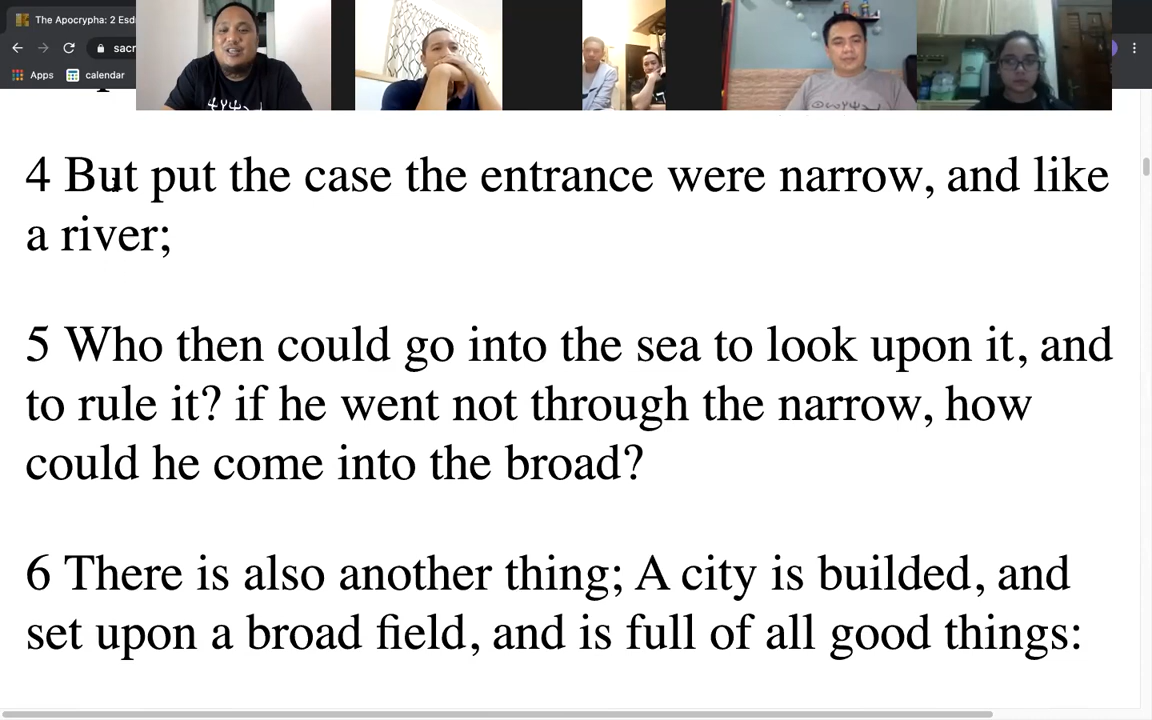 The Apocrypha: 2 Esd
sacr
Apps
calendar
4 But put the case the entrance were narrow, and like
a river;
5 Who then could go into the sea to look upon it, and
to rule it? if he went not through the narrow, how
could he come into the broad?
6 There is also another thing; A city is builded, and
set upon a broad field, and is full of all good things: